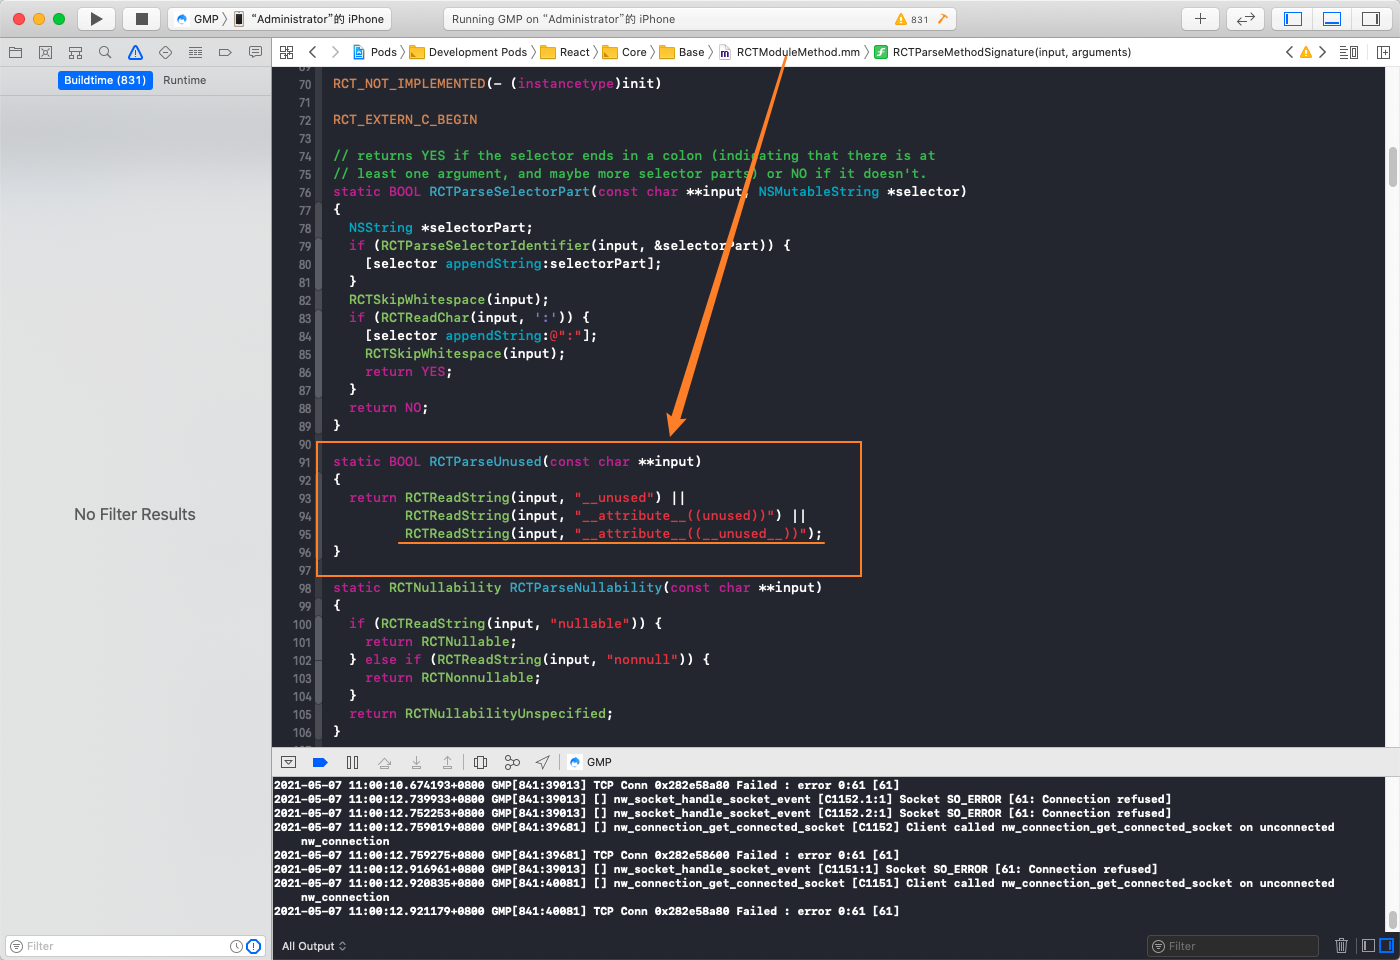 GMP 〉 "Administrator"的 iPhone
Running GMP on "Administrator"的 iPhone
831
Pods 〉 Development Pods 〉 React 〉 Core 〉 Base 〉 RCTModuleMethod.mm 〉 RCTParseMethodSignature(input, arguments)
Buildtime (831) Runtime
No Filter Results
Filter
69
70 RCT_NOT_IMPLEMENTED(- (instancetype)init)
71
72 RCT_EXTERN_C_BEGIN
73
74 // returns YES if the selector ends in a colon (indicating that there is at
75 // least one argument, and maybe more selector parts) or NO if it doesn't.
76 static BOOL RCTParseSelectorPart(const char **input, NSMutableString *selector)
77 {
78 NSString *selectorPart;
79 if (RCTParseSelectorIdentifier(input, &selectorPart)) {
80 [selector appendString:selectorPart];
81 }
82 RCTSkipWhitespace(input);
83 if (RCTReadChar(input, ':')) {
84 [selector appendString:@":"];
85 RCTSkipWhitespace(input);
86 return YES;
87 }
88 return NO;
89 }
90
91 static BOOL RCTParseUnused(const char **input)
92 {
93 return RCTReadString(input, "__unused") ||
94 RCTReadString(input, "__attribute__((unused))") ||
95 RCTReadString(input, "__attribute__((__unused__))");
96 }
97
98 static RCTNullability RCTParseNullability(const char **input)
99 {
100 if (RCTReadString(input, "nullable")) {
101 return RCTNullable;
102 } else if (RCTReadString(input, "nonnull")) {
103 return RCTNonnullable;
104 }
105 return RCTNullabilityUnspecified;
106 }
GMP
2021-05-07 11:00:10.674193+0800 GMP[841:39013] TCP Conn 0x282e58a80 Failed : error 0:61 [61]
2021-05-07 11:00:12.739933+0800 GMP[841:39013] [] nw_socket_handle_socket_event [C1152.1:1] Socket SO_ERROR [61: Connection refused]
2021-05-07 11:00:12.752253+0800 GMP[841:39013] [] nw_socket_handle_socket_event [C1152.2:1] Socket SO_ERROR [61: Connection refused]
2021-05-07 11:00:12.759019+0800 GMP[841:39681] [] nw_connection_get_connected_socket [C1152] Client called nw_connection_get_connected_socket on unconnected
nw_connection
2021-05-07 11:00:12.759275+0800 GMP[841:39681] TCP Conn 0x282e58600 Failed : error 0:61 [61]
2021-05-07 11:00:12.916961+0800 GMP[841:39013] [] nw_socket_handle_socket_event [C1151:1] Socket SO_ERROR [61: Connection refused]
2021-05-07 11:00:12.920835+0800 GMP[841:40081] [] nw_connection_get_connected_socket [C1151] Client called nw_connection_get_connected_socket on unconnected
nw_connection
2021-05-07 11:00:12.921179+0800 GMP[841:40081] TCP Conn 0x282e58a80 Failed : error 0:61 [61]
All Output
Filter